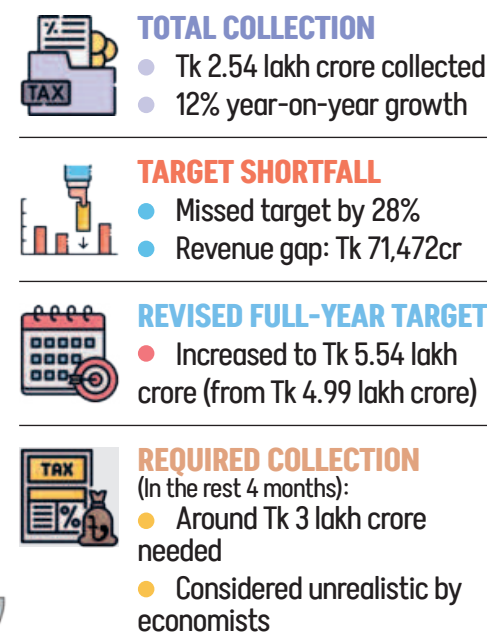 TOTAL COLLECTION
Tk 2.54 lakh crore collected
12% year-on-year growth
TAX
TARGET SHORTFALL
Missed target by 28%
Revenue gap: Tk 71,472cr
REVISED FULL-YEAR TARGET
Increased to Tk 5.54 lakh
crore (from Tk 4.99 lakh crore)
TAX
%
৳
REQUIRED COLLECTION
(In the rest 4 months):
Around Tk 3 lakh crore
needed
Considered unrealistic by
economists